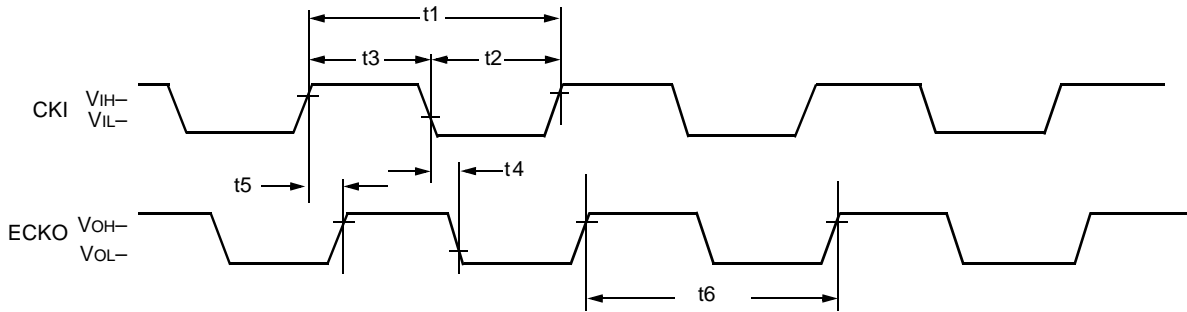 t1
t3
t2
CKI
VIH–
VIL–
t5
t4
ECKO
VOH–
VOL–
t6